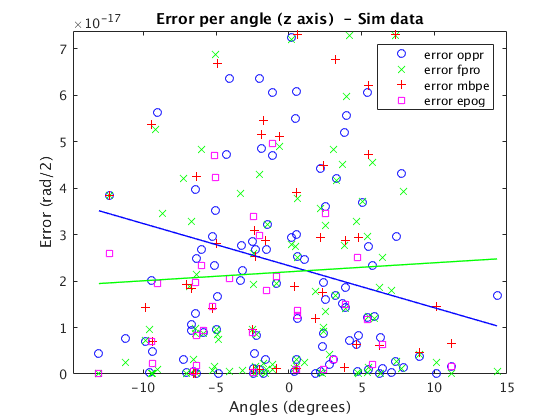 Error per angle (z axis) - Sim data
×10⁻¹⁷
7
6
5
4
3
2
1
0
Error (rad/2)
-10
-5
0
5
10
15
Angles (degrees)
error oppr
error fpro
error mbpe
error epog